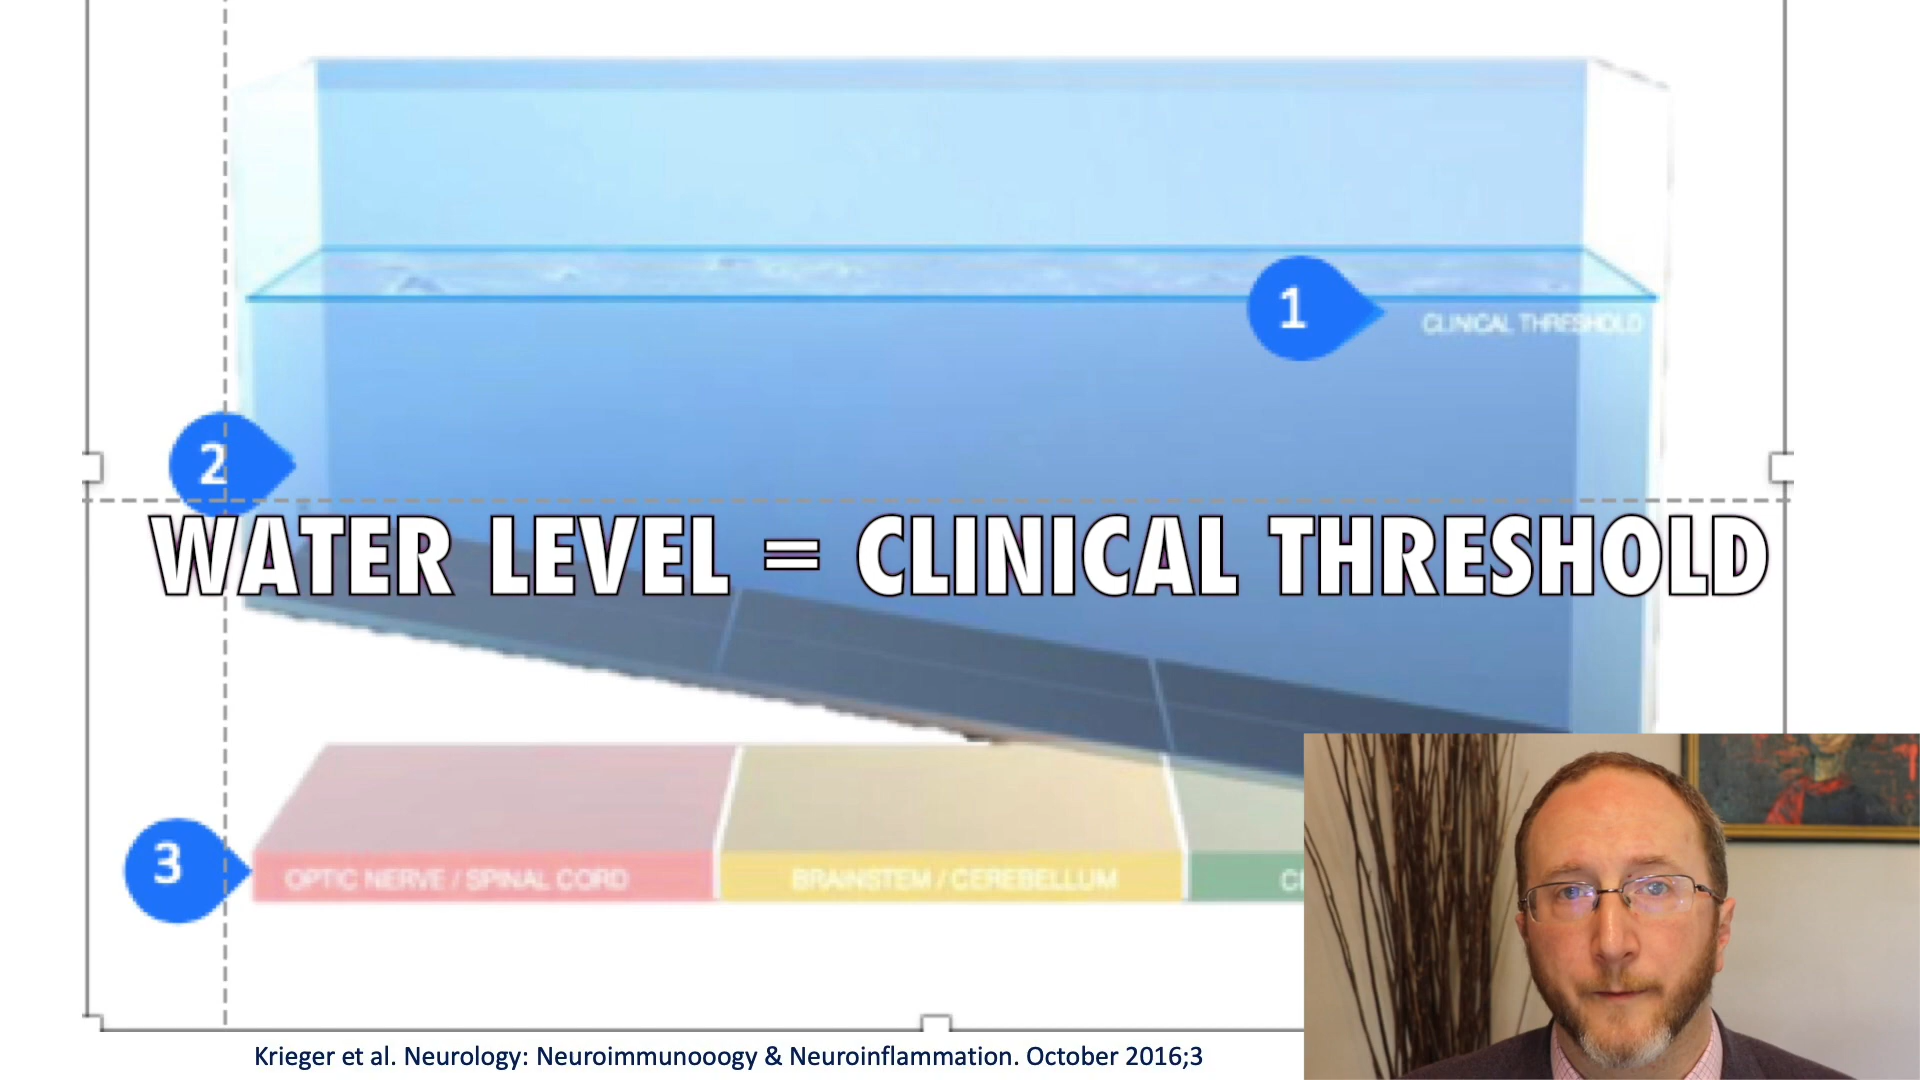 1
CLINICAL THRESHOLD
2
WATER LEVEL = CLINICAL THRESHOLD
3
OPTIC NERVE / SPINAL CORD
BRAINSTEM / CEREBELLUM
Krieger et al. Neurology: Neuroimmunooogy & Neuroinflammation. October 2016;3